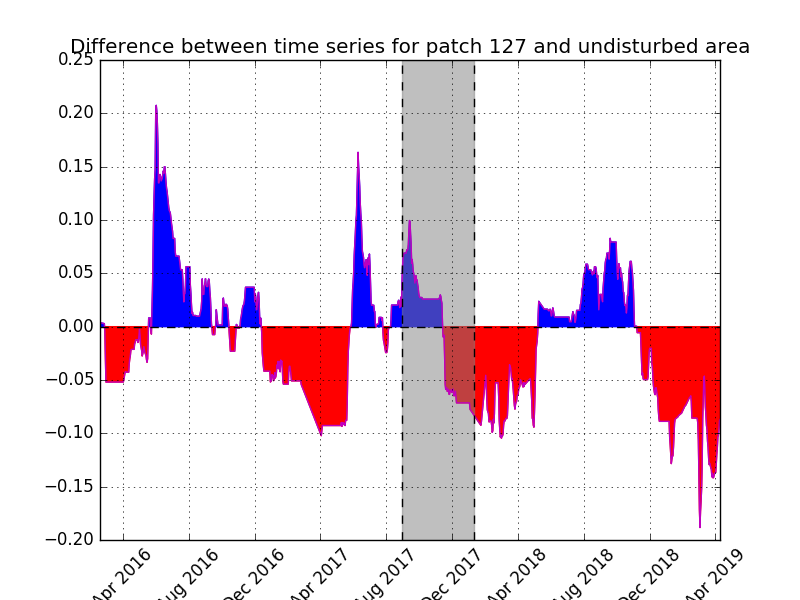 Difference between time series for patch 127 and undisturbed area
0.25
0.20
0.15
0.10
0.05
0.00
−0.05
−0.10
−0.15
−0.20
Apr 2016
Aug 2016
Dec 2016
Apr 2017
Aug 2017
Dec 2017
Apr 2018
Aug 2018
Dec 2018
Apr 2019